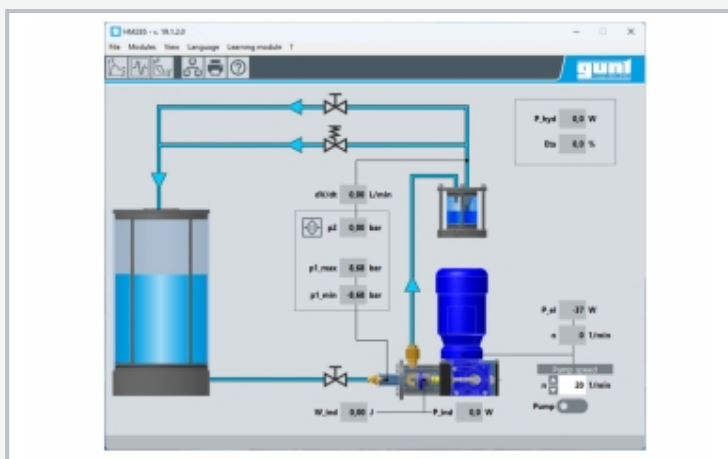 HM285 - v. 19.1.2.0
File Modules View Language Learning module ?
gunt
P_hyd 0,0 W
Eta 0,0 %
dV/dt 0,00 L/min
p2 0,00 bar
p1_max 0,60 bar
p1_min -0,60 bar
P_el -37 W
n 0 1/min
Pump speed
n 20 1/min
Pump
W_ind 0,00 J
P_ind 0,0 W